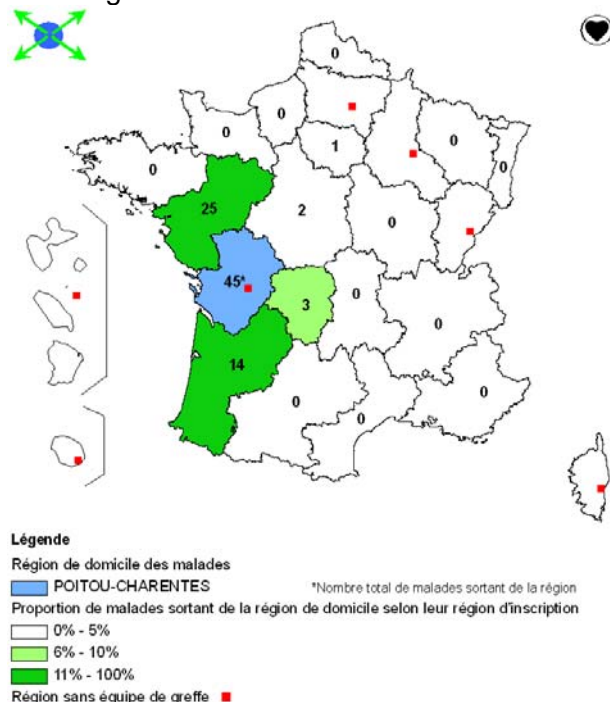 0
0
0
0
0
0
1
0
25
2
0
45*
3
0
0
14
0
0
0
Légende
Région de domicile des malades
POITOU-CHARENTES *Nombre total de malades sortant de la région
Proportion de malades sortant de la région de domicile selon leur région d'inscription
0% - 5%
6% - 10%
11% - 100%
Région sans équipe de greffe